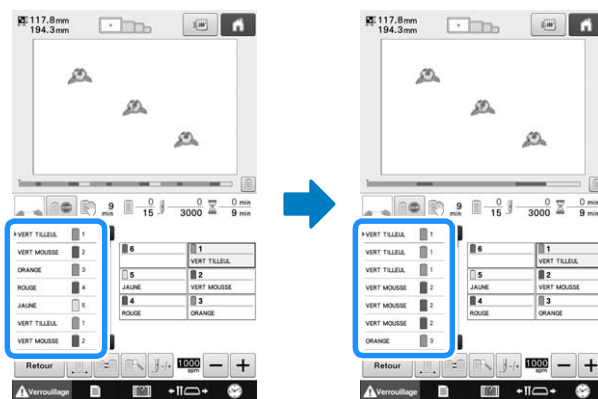 117.8mm
194.3mm
9 min
0
15
0
3000
0 min
9 min
VERT TILLEUL 1
VERT MOUSSE 2
ORANGE 3
ROUGE 4
JAUNE 5
VERT TILLEUL 1
VERT MOUSSE 2
6
1
VERT TILLEUL
5
JAUNE
2
VERT MOUSSE
4
ROUGE
3
ORANGE
Retour
1000
spm
Verrouillage
117.8mm
194.3mm
9 min
0
15
0
3000
0 min
9 min
VERT TILLEUL 1
VERT TILLEUL 1
VERT TILLEUL 1
VERT MOUSSE 2
VERT MOUSSE 2
VERT MOUSSE 2
ORANGE 3
6
1
VERT TILLEUL
5
JAUNE
2
VERT MOUSSE
4
ROUGE
3
ORANGE
Retour
1000
spm
Verrouillage